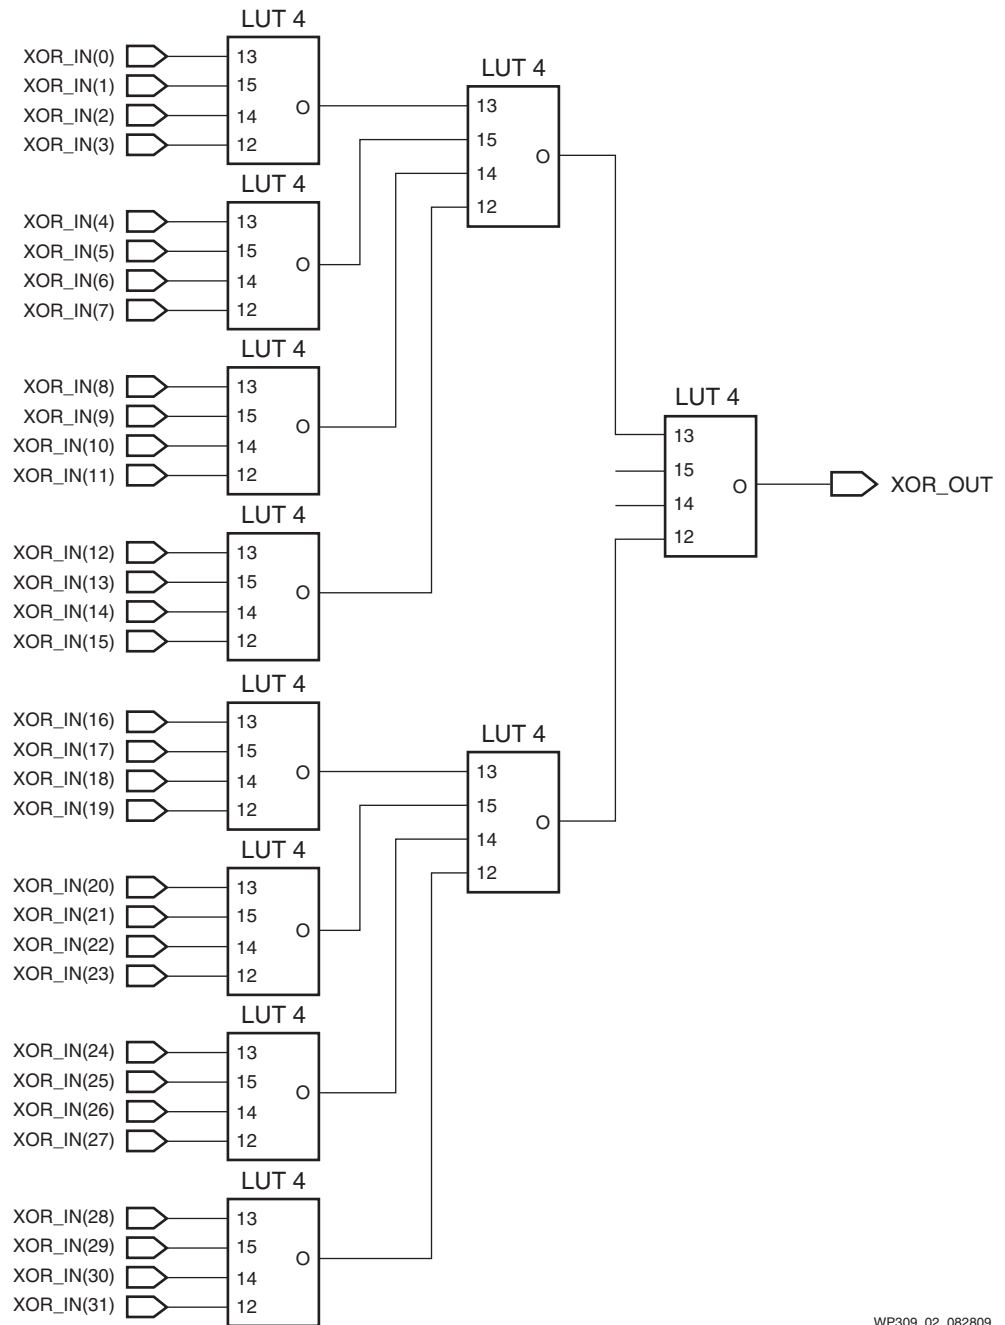 LUT 4
XOR_IN(0) 13
XOR_IN(1) 15
XOR_IN(2) 14
XOR_IN(3) 12
O
LUT 4
XOR_IN(4) 13
XOR_IN(5) 15
XOR_IN(6) 14
XOR_IN(7) 12
O
LUT 4
XOR_IN(8) 13
XOR_IN(9) 15
XOR_IN(10) 14
XOR_IN(11) 12
O
LUT 4
XOR_IN(12) 13
XOR_IN(13) 15
XOR_IN(14) 14
XOR_IN(15) 12
O
LUT 4
XOR_IN(16) 13
XOR_IN(17) 15
XOR_IN(18) 14
XOR_IN(19) 12
O
LUT 4
XOR_IN(20) 13
XOR_IN(21) 15
XOR_IN(22) 14
XOR_IN(23) 12
O
LUT 4
XOR_IN(24) 13
XOR_IN(25) 15
XOR_IN(26) 14
XOR_IN(27) 12
O
LUT 4
XOR_IN(28) 13
XOR_IN(29) 15
XOR_IN(30) 14
XOR_IN(31) 12
O
LUT 4
13
15
14
12
O
LUT 4
13
15
14
12
O
LUT 4
13
15
14
12
O
XOR_OUT
WP309_02_082809